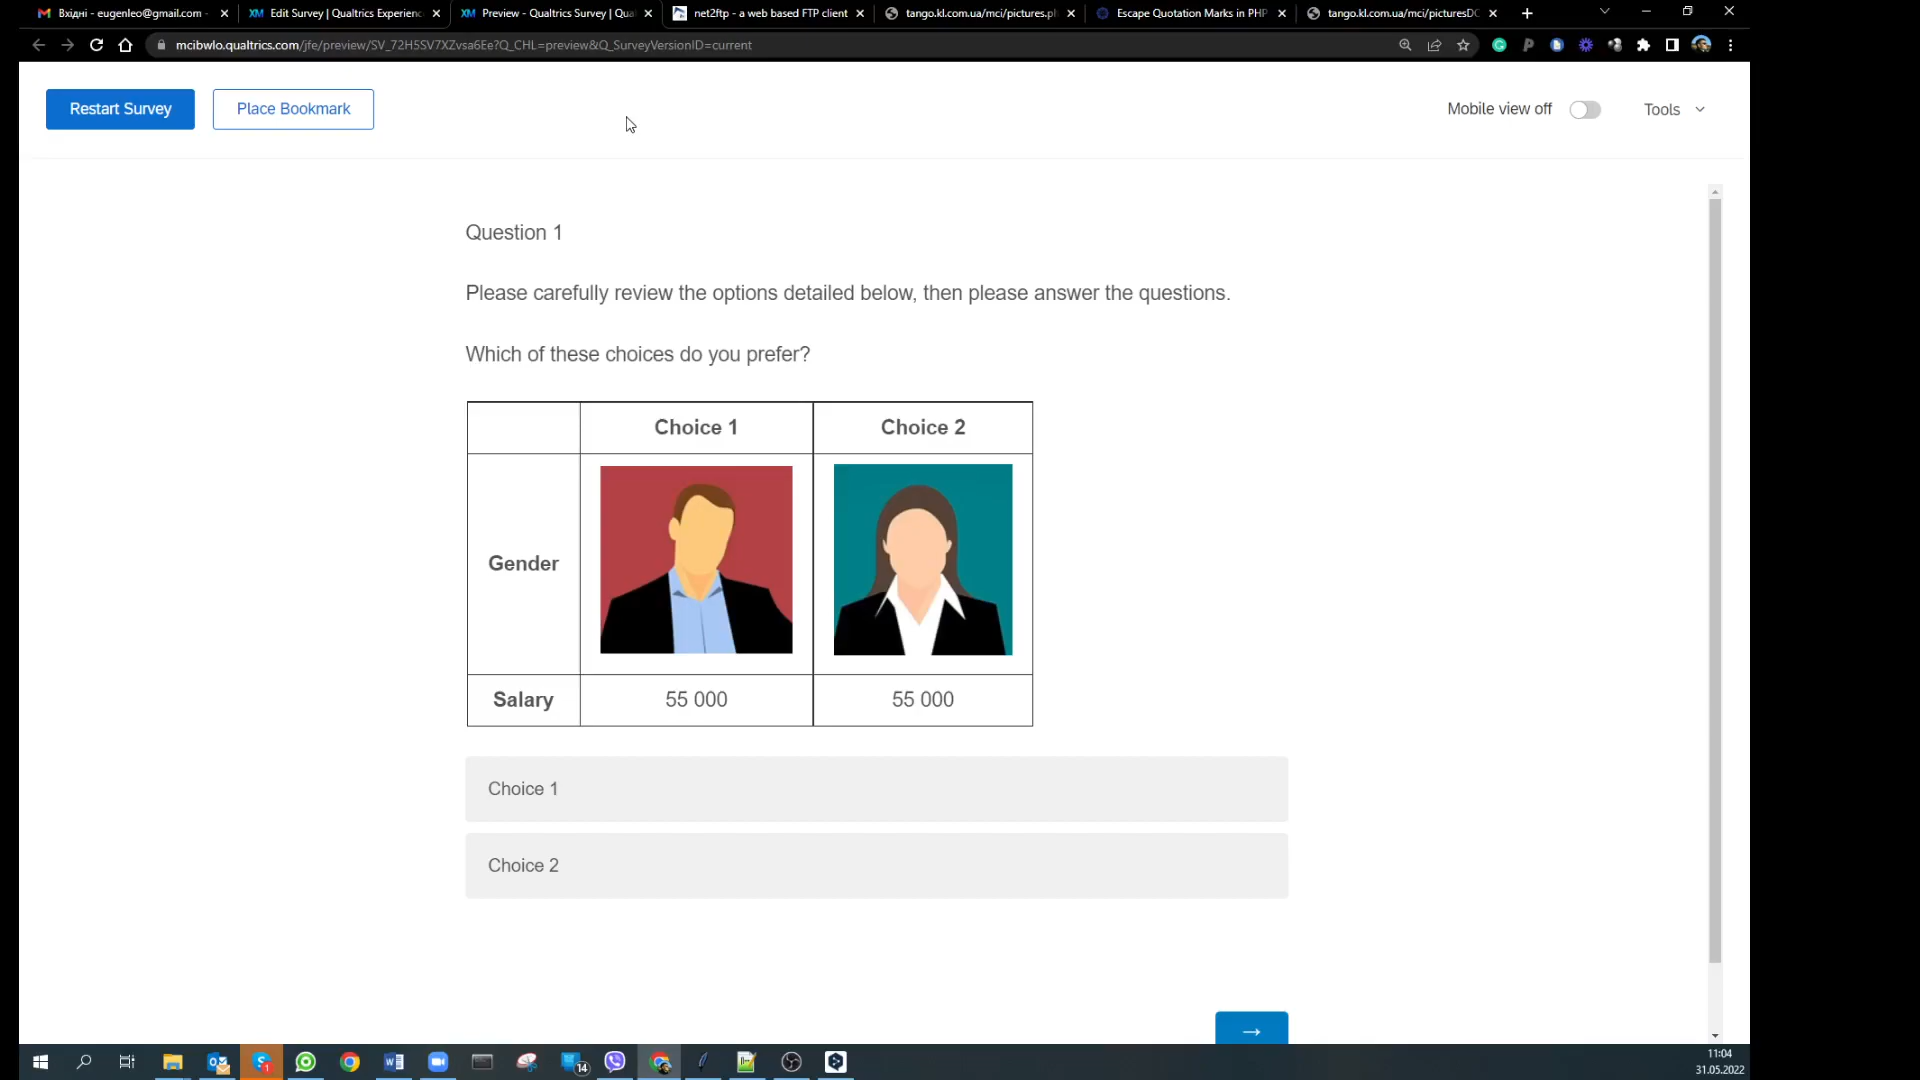 Вхідні - eugenleo@gmail.com -
Edit Survey | Qualtrics Experienc
Preview - Qualtrics Survey | Qua
net2ftp - a web based FTP client
tango.kl.com.ua/mci/pictures.ph
Escape Quotation Marks in PHP
tango.kl.com.ua/mci/picturesDC
mcibwlo.qualtrics.com/jfe/preview/SV_72H5SV7XZvsa6Ee?Q_CHL=preview&Q_SurveyVersionID=current
Restart Survey
Place Bookmark
Mobile view off
Tools
Question 1
Please carefully review the options detailed below, then please answer the questions.
Which of these choices do you prefer?
Choice 1 Choice 2
Gender
Salary 55 000 55 000
Choice 1
Choice 2
→
14
11:04
31.05.2022